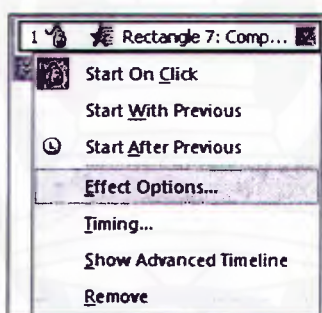 1 Rectangle 7: Comp...
Start On Click
Start With Previous
Start After Previous
Effect Options...
Timing...
Show Advanced Timeline
Remove